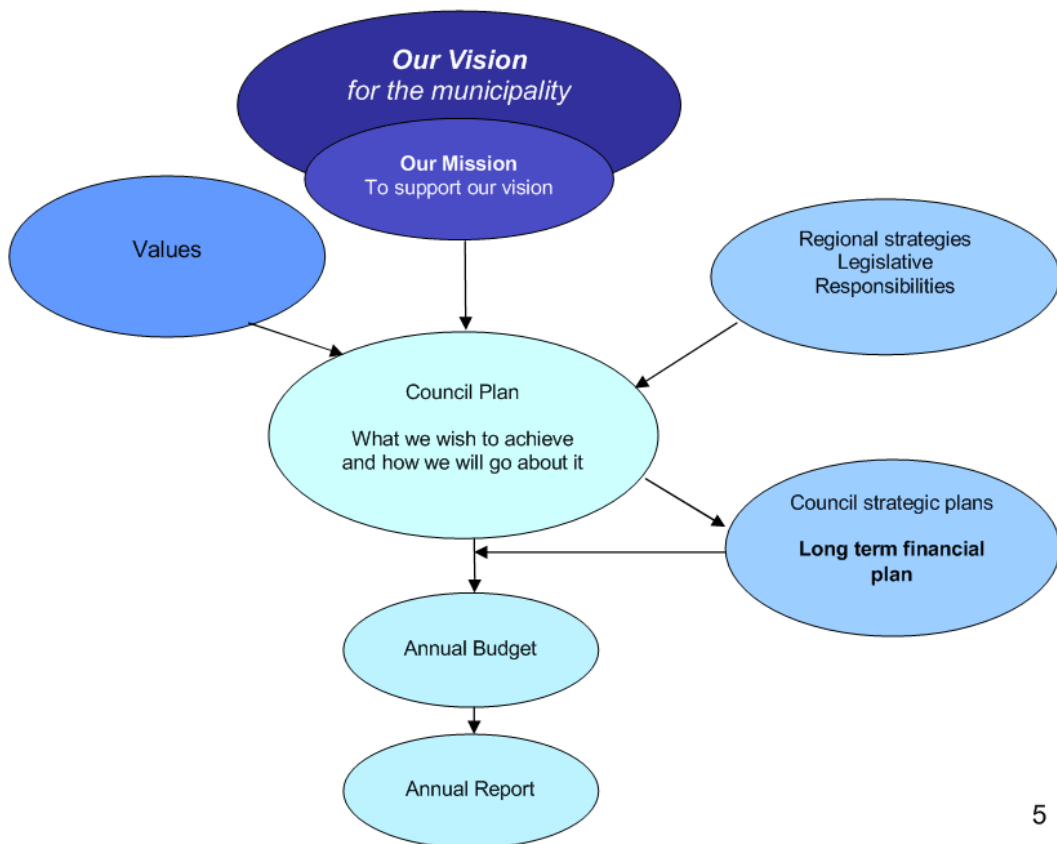 Our Vision
for the municipality
Our Mission
To support our vision
Values
Regional strategies
Legislative
Responsibilities
Council Plan
What we wish to achieve
and how we will go about it
Council strategic plans
Long term financial
plan
Annual Budget
Annual Report
5